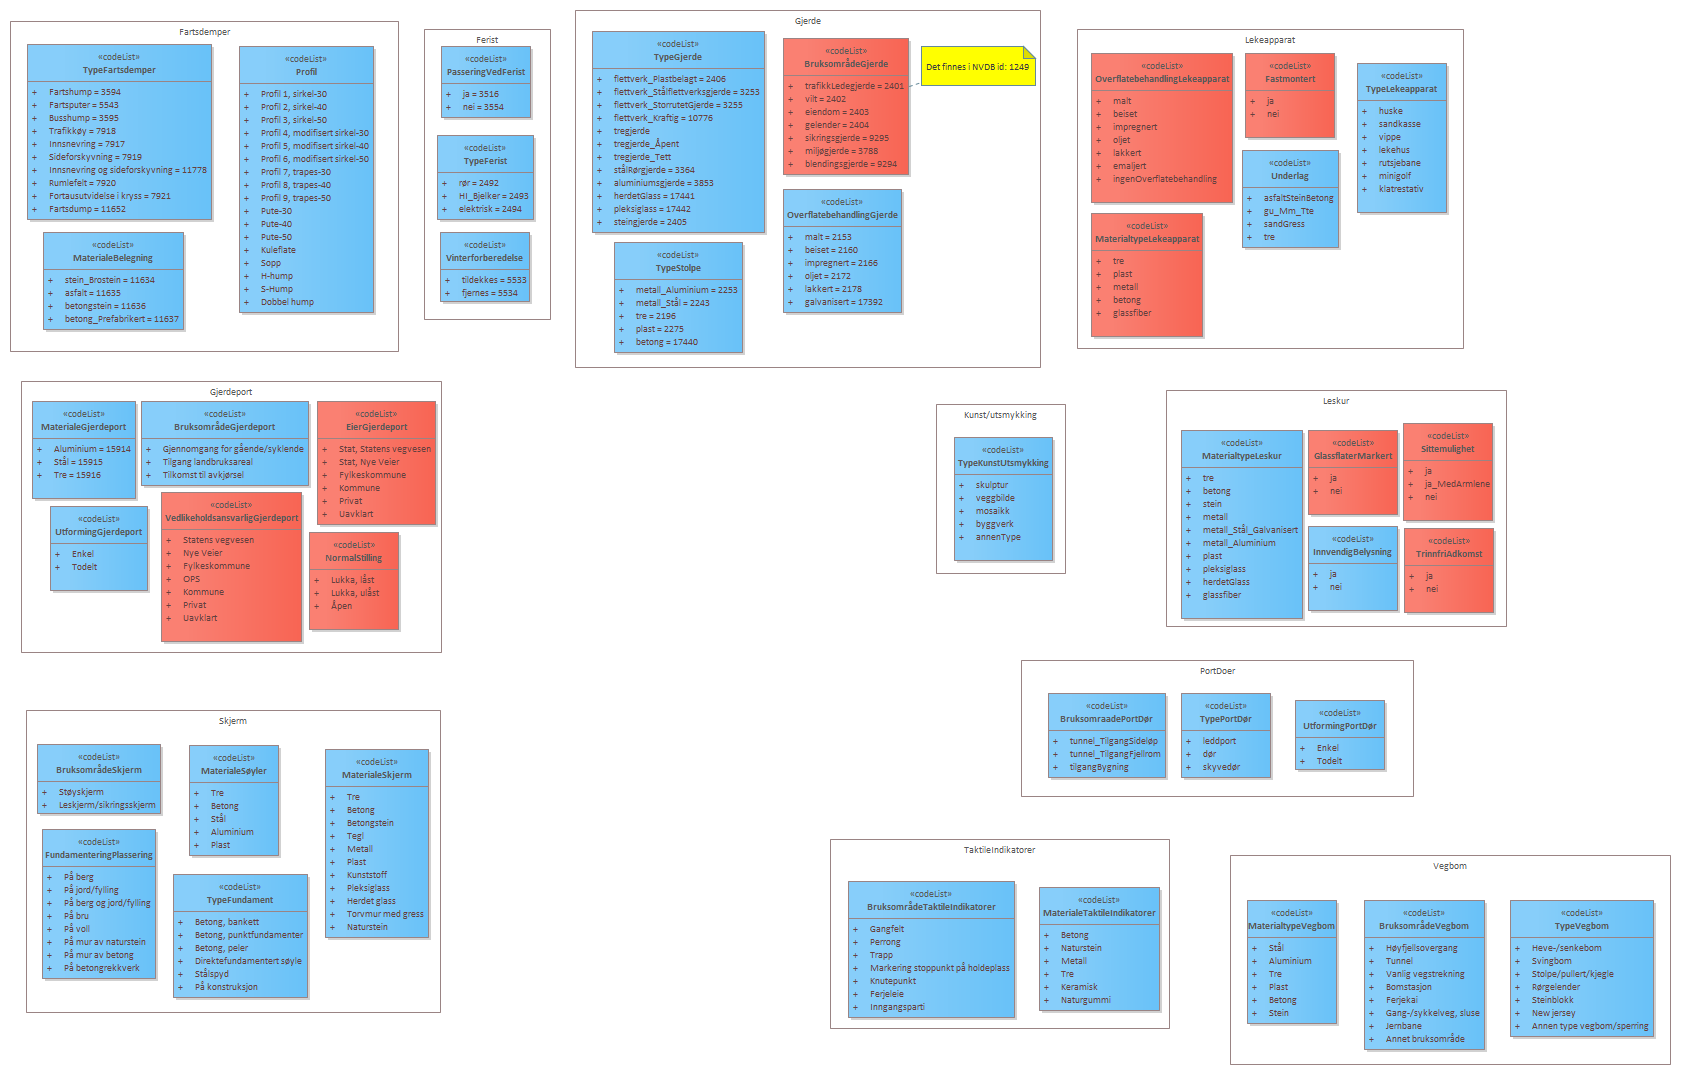 Fartsdemper
«codeList»
TypeFartsdemper
+ Fartshump = 3594
+ Fartsputer = 5543
+ Busshump = 3595
+ Trafikkøy = 7918
+ Innsnevring = 7917
+ Sideforskyvning = 7919
+ Innsnevring og sideforskyvning = 11778
+ Rumlefelt = 7920
+ Fortausutvidelse i kryss = 7921
+ Fartsdump = 11652
«codeList»
Profil
+ Profil 1, sirkel-30
+ Profil 2, sirkel-40
+ Profil 3, sirkel-50
+ Profil 4, modifisert sirkel-30
+ Profil 5, modifisert sirkel-40
+ Profil 6, modifisert sirkel-50
+ Profil 7, trapes-30
+ Profil 8, trapes-40
+ Profil 9, trapes-50
+ Pute-30
+ Pute-40
+ Pute-50
+ Kuleflate
+ Sopp
+ H-hump
+ S-Hump
+ Dobbel hump
«codeList»
MaterialeBelegning
+ stein_Brostein = 11634
+ asfalt = 11635
+ betongstein = 11636
+ betong_Prefabrikert = 11637
Ferist
«codeList»
PasseringVedFerist
+ ja = 3516
+ nei = 3554
«codeList»
TypeFerist
+ rør = 2492
+ HI_Bjelker = 2493
+ elektrisk = 2494
«codeList»
Vinterforberedelse
+ tildekkes = 5533
+ fjernes = 5534
Gjerde
«codeList»
TypeGjerde
+ flettverk_Plastbelagt = 2406
+ flettverk_Stålflettverksgjerde = 3253
+ flettverk_StorrutetGjerde = 3255
+ flettverk_Kraftig = 10776
+ tregjerde
+ tregjerde_Åpent
+ tregjerde_Tett
+ stålRørgjerde = 3364
+ aluminiumsgjerde = 3853
+ herdetGlass = 17441
+ pleksiglass = 17442
+ steingjerde = 2405
«codeList»
BruksområdeGjerde
+ trafikkLedegjerde = 2401
+ vilt = 2402
+ eiendom = 2403
+ gelender = 2404
+ sikringsgjerde = 9295
+ miljøgjerde = 3788
+ blendingsgjerde = 9294
Det finnes i NVDB id: 1249
«codeList»
OverflatebehandlingGjerde
+ malt = 2153
+ beiset = 2160
+ impregnert = 2166
+ oljet = 2172
+ lakkert = 2178
+ galvanisert = 17392
«codeList»
TypeStolpe
+ metall_Aluminium = 2253
+ metall_Stål = 2243
+ tre = 2196
+ plast = 2275
+ betong = 17440
Lekeapparat
«codeList»
OverflatebehandlingLekeapparat
+ malt
+ beiset
+ impregnert
+ oljet
+ lakkert
+ emaljert
+ ingenOverflatebehandling
«codeList»
Fastmontert
+ ja
+ nei
«codeList»
TypeLekeapparat
+ huske
+ sandkasse
+ vippe
+ lekehus
+ rutsjebane
+ minigolf
+ klatrestativ
«codeList»
Underlag
+ asfaltSteinBetong
+ gu_Mm_Tte
+ sandGress
+ tre
«codeList»
MaterialtypeLekeapparat
+ tre
+ plast
+ metall
+ betong
+ glassfiber
Gjerdeport
«codeList»
MaterialeGjerdeport
+ Aluminium = 15914
+ Stål = 15915
+ Tre = 15916
«codeList»
BruksområdeGjerdeport
+ Gjennomgang for gående/syklende
+ Tilgang landbruksareal
+ Tilkomst til avkjørsel
«codeList»
EierGjerdeport
+ Stat, Statens vegvesen
+ Stat, Nye Veier
+ Fylkeskommune
+ Kommune
+ Privat
+ Uavklart
«codeList»
UtformingGjerdeport
+ Enkel
+ Todelt
«codeList»
VedlikeholdsansvarligGjerdeport
+ Statens vegvesen
+ Nye Veier
+ Fylkeskommune
+ OPS
+ Kommune
+ Privat
+ Uavklart
«codeList»
NormalStilling
+ Lukka, låst
+ Lukka, ulåst
+ Åpen
Kunst/utsmykking
«codeList»
TypeKunstUtsmykking
+ skulptur
+ veggbilde
+ mosaikk
+ byggverk
+ annenType
Leskur
«codeList»
MaterialtypeLeskur
+ tre
+ betong
+ stein
+ metall
+ metall_Stål_Galvanisert
+ metall_Aluminium
+ plast
+ pleksiglass
+ herdetGlass
+ glassfiber
«codeList»
GlassflaterMarkert
+ ja
+ nei
«codeList»
Sittemulighet
+ ja
+ ja_MedArmlene
+ nei
«codeList»
InnvendigBelysning
+ ja
+ nei
«codeList»
TrinnfriAdkomst
+ ja
+ nei
PortDoer
«codeList»
BruksomraadePortDør
+ tunnel_TilgangSideløp
+ tunnel_TilgangFjellrom
+ tilgangBygning
«codeList»
TypePortDør
+ leddport
+ dør
+ skyvedør
«codeList»
UtformingPortDør
+ Enkel
+ Todelt
Skjerm
«codeList»
BruksområdeSkjerm
+ Støyskjerm
+ Leskjerm/sikringsskjerm
«codeList»
MaterialeSøyler
+ Tre
+ Betong
+ Stål
+ Aluminium
+ Plast
«codeList»
MaterialeSkjerm
+ Tre
+ Betong
+ Betongstein
+ Tegl
+ Metall
+ Plast
+ Kunststoff
+ Pleksiglass
+ Herdet glass
+ Torvmur med gress
+ Naturstein
«codeList»
FundamenteringPlassering
+ På berg
+ På jord/fylling
+ På berg og jord/fylling
+ På bru
+ På voll
+ På mur av naturstein
+ På mur av betong
+ På betongrekkverk
«codeList»
TypeFundament
+ Betong, bankett
+ Betong, punktfundamenter
+ Betong, peler
+ Direktefundamentert søyle
+ Stålspyd
+ På konstruksjon
TaktileIndikatorer
«codeList»
BruksområdeTaktileIndikatorer
+ Gangfelt
+ Perrong
+ Trapp
+ Markering stoppunkt på holdeplass
+ Knutepunkt
+ Ferjeleie
+ Inngangsparti
«codeList»
MaterialeTaktileIndikatorer
+ Betong
+ Naturstein
+ Metall
+ Tre
+ Keramisk
+ Naturgummi
Vegbom
«codeList»
MaterialtypeVegbom
+ Stål
+ Aluminium
+ Tre
+ Plast
+ Betong
+ Stein
«codeList»
BruksområdeVegbom
+ Høyfjellsovergang
+ Tunnel
+ Vanlig vegstrekning
+ Bomstasjon
+ Ferjekai
+ Gang-/sykkelveg, sluse
+ Jernbane
+ Annet bruksområde
«codeList»
TypeVegbom
+ Heve-/senkebom
+ Svingbom
+ Stolpe/pullert/kjegle
+ Rørgelender
+ Steinblokk
+ New jersey
+ Annen type vegbom/sperring